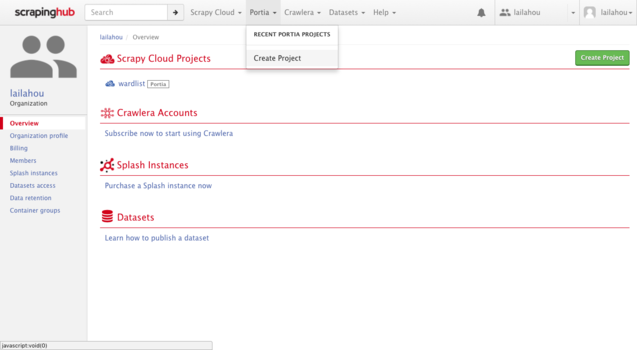 scrapinghub Search Scrapy Cloud Portia Crawlera Datasets Help lailahou lailahou
RECENT PORTIA PROJECTS
Create Project
lailahou
Organization
Overview
Organization profile
Billing
Members
Splash instances
Datasets access
Data retention
Container groups
lailahou / Overview
Scrapy Cloud Projects
Create Project
wardlist Portia
Crawlera Accounts
Subscribe now to start using Crawlera
Splash Instances
Purchase a Splash instance now
Datasets
Learn how to publish a dataset
javascript:void(0)